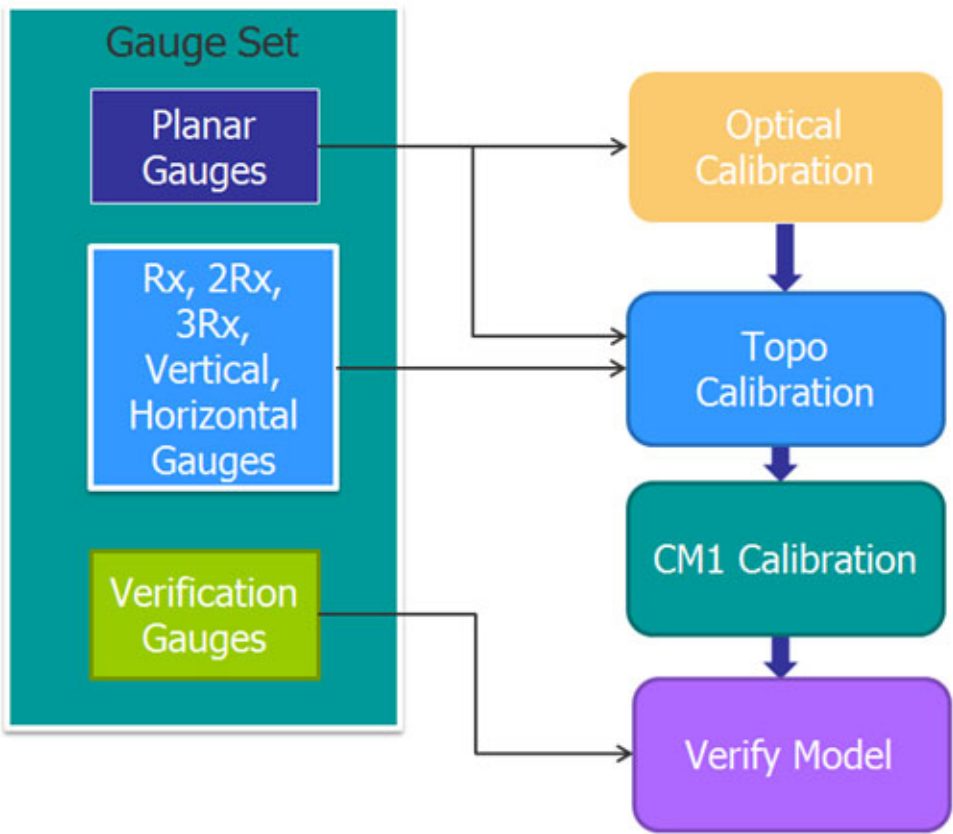 Gauge Set
Planar
Gauges
Rx, 2Rx,
3Rx,
Vertical,
Horizontal
Gauges
Verification
Gauges
Optical
Calibration
Topo
Calibration
CM1 Calibration
Verify Model